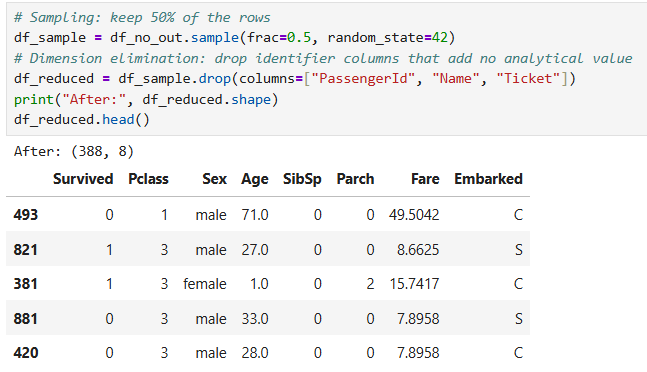 # Sampling: keep 50% of the rows
df_sample = df_no_out.sample(frac=0.5, random_state=42)
# Dimension elimination: drop identifier columns that add no analytical value
df_reduced = df_sample.drop(columns=["PassengerId", "Name", "Ticket"])
print("After:", df_reduced.shape)
df_reduced.head()
After: (388, 8)
Survived Pclass Sex Age SibSp Parch Fare Embarked
493 0 1 male 71.0 0 0 49.5042 C
821 1 3 male 27.0 0 0 8.6625 S
381 1 3 female 1.0 0 2 15.7417 C
881 0 3 male 33.0 0 0 7.8958 S
420 0 3 male 28.0 0 0 7.8958 C